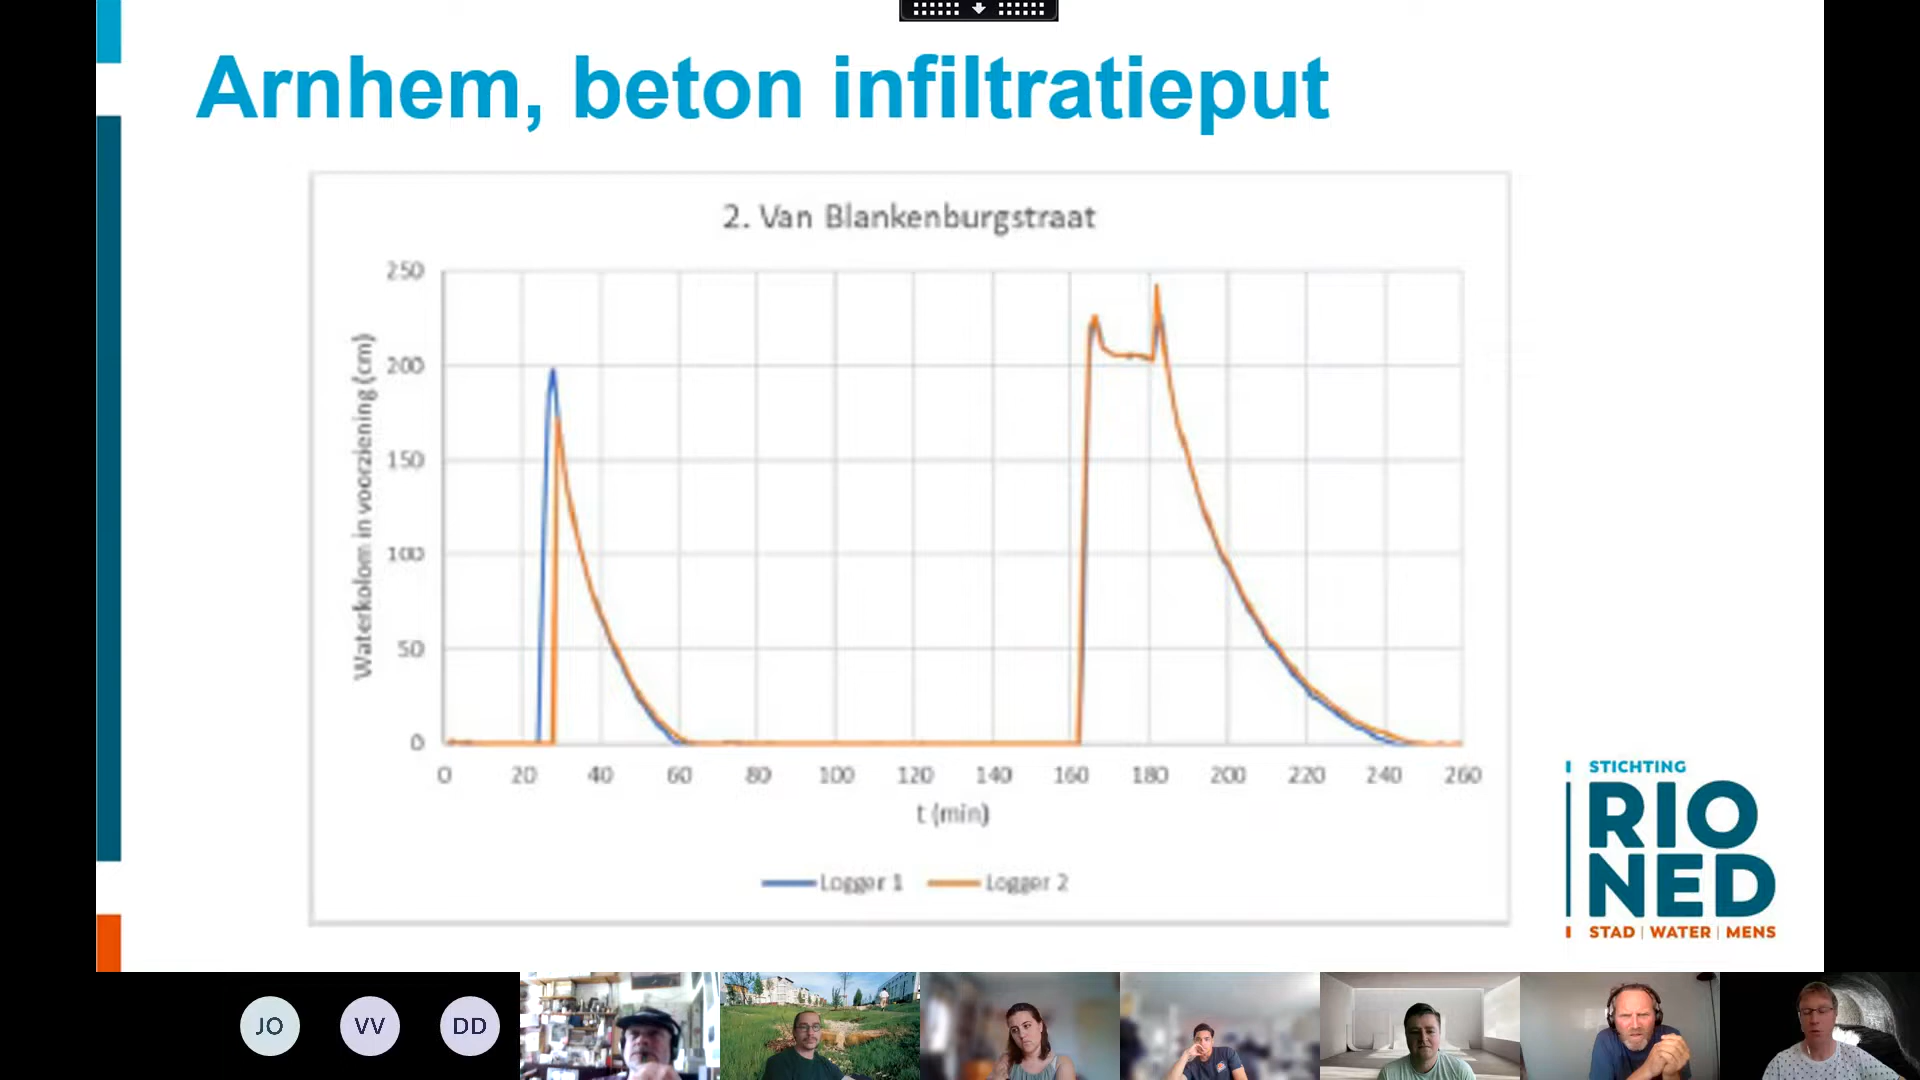 Arnhem, beton infiltratieput
2. Van Blankenburgstraat
Waterkolom in voorziening (cm)
250
200
150
100
50
0
0 20 40 60 80 100 120 140 160 180 200 220 240 260
t (min)
Logger 1 Logger 2
STICHTING
RIO
NED
STAD | WATER | MENS
JO VV DD